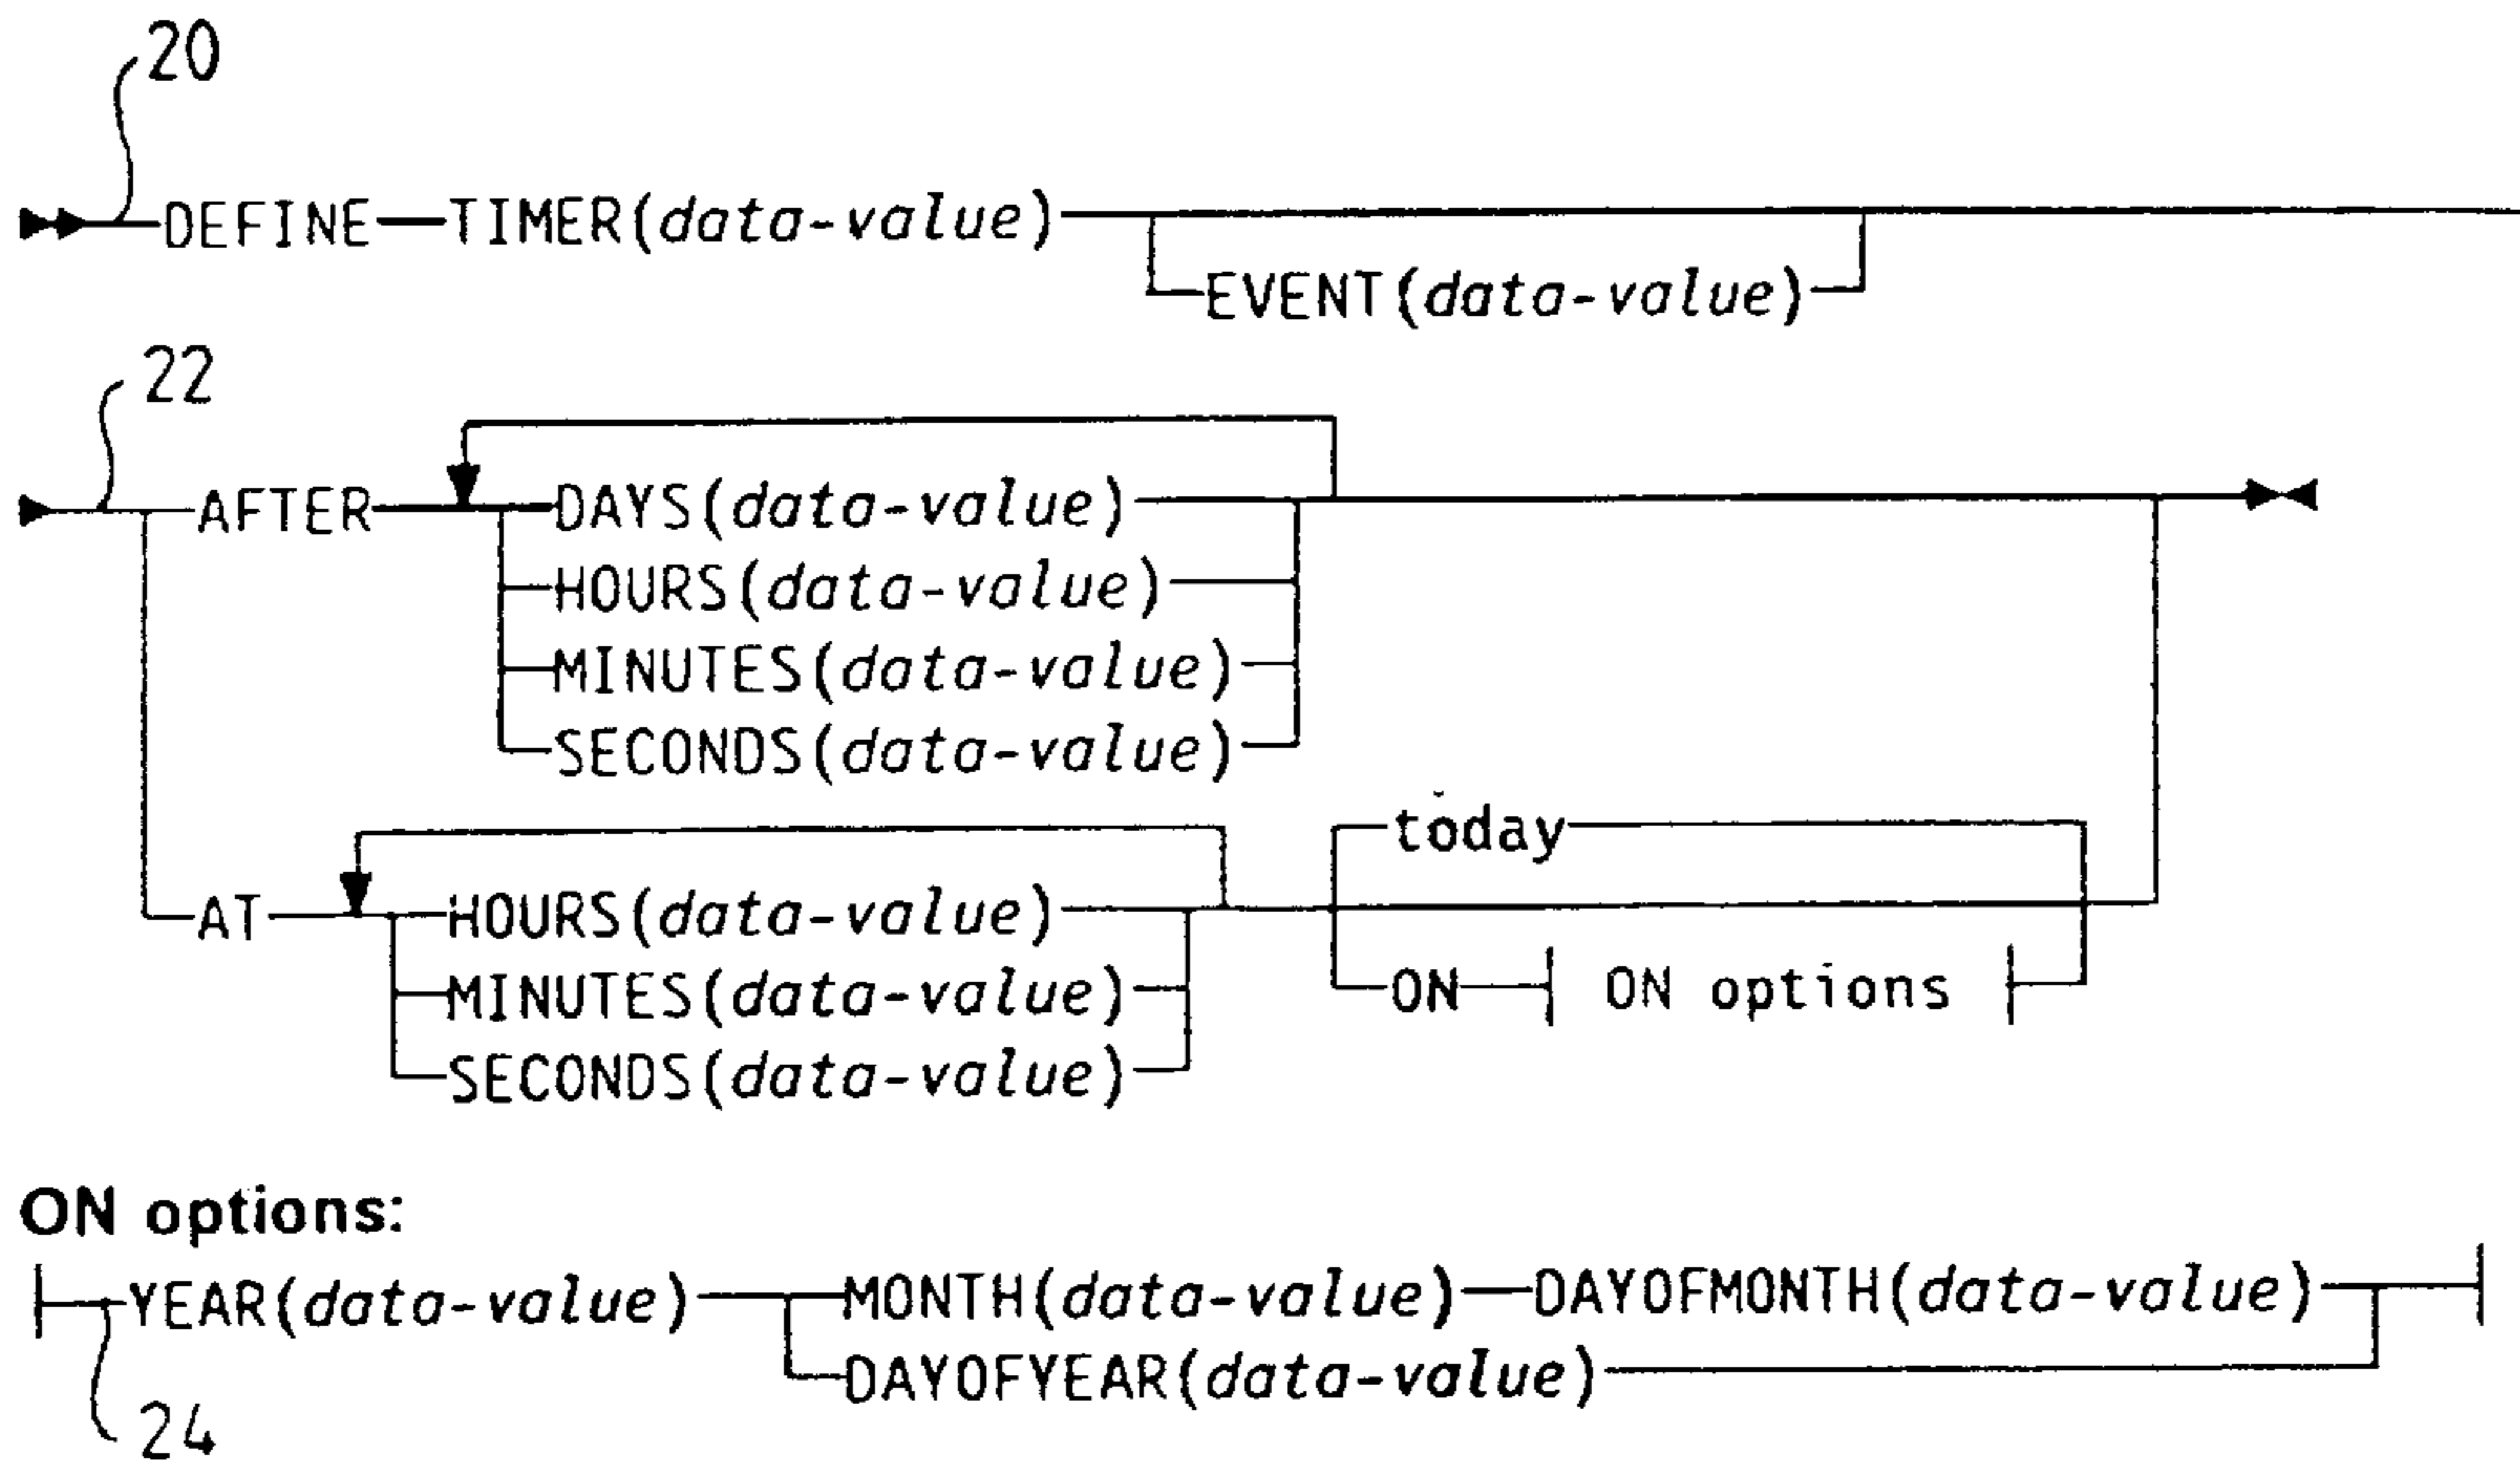 20
DEFINE TIMER(data-value)
EVENT(data-value)
22
AFTER DAYS(data-value)
HOURS(data-value)
MINUTES(data-value)
SECONDS(data-value)
today
AT HOURS(data-value)
MINUTES(data-value) ON ON options
SECONDS(data-value)
ON options:
YEAR(data-value) MONTH(data-value) DAYOFMONTH(data-value)
DAYOFYEAR(data-value)
24